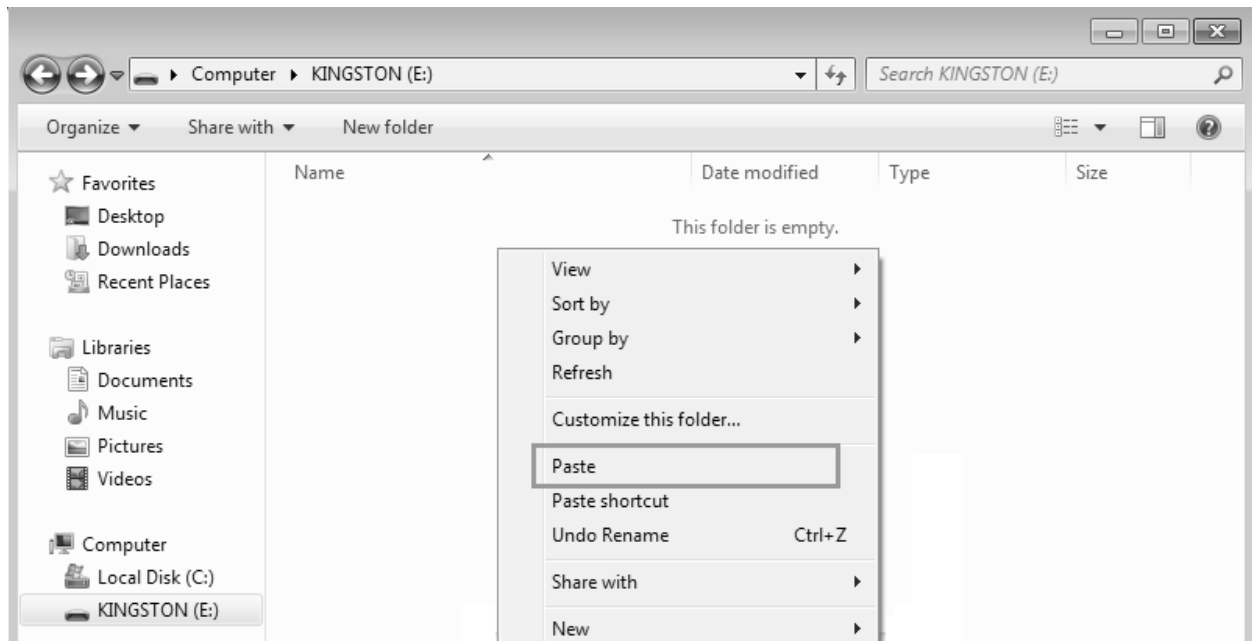 Computer ▸ KINGSTON (E:)
Search KINGSTON (E:)
Organize ▾ Share with ▾ New folder
Name Date modified Type Size
This folder is empty.
Favorites
Desktop
Downloads
Recent Places
Libraries
Documents
Music
Pictures
Videos
Computer
Local Disk (C:)
KINGSTON (E:)
View
Sort by
Group by
Refresh
Customize this folder...
Paste
Paste shortcut
Undo Rename Ctrl+Z
Share with
New